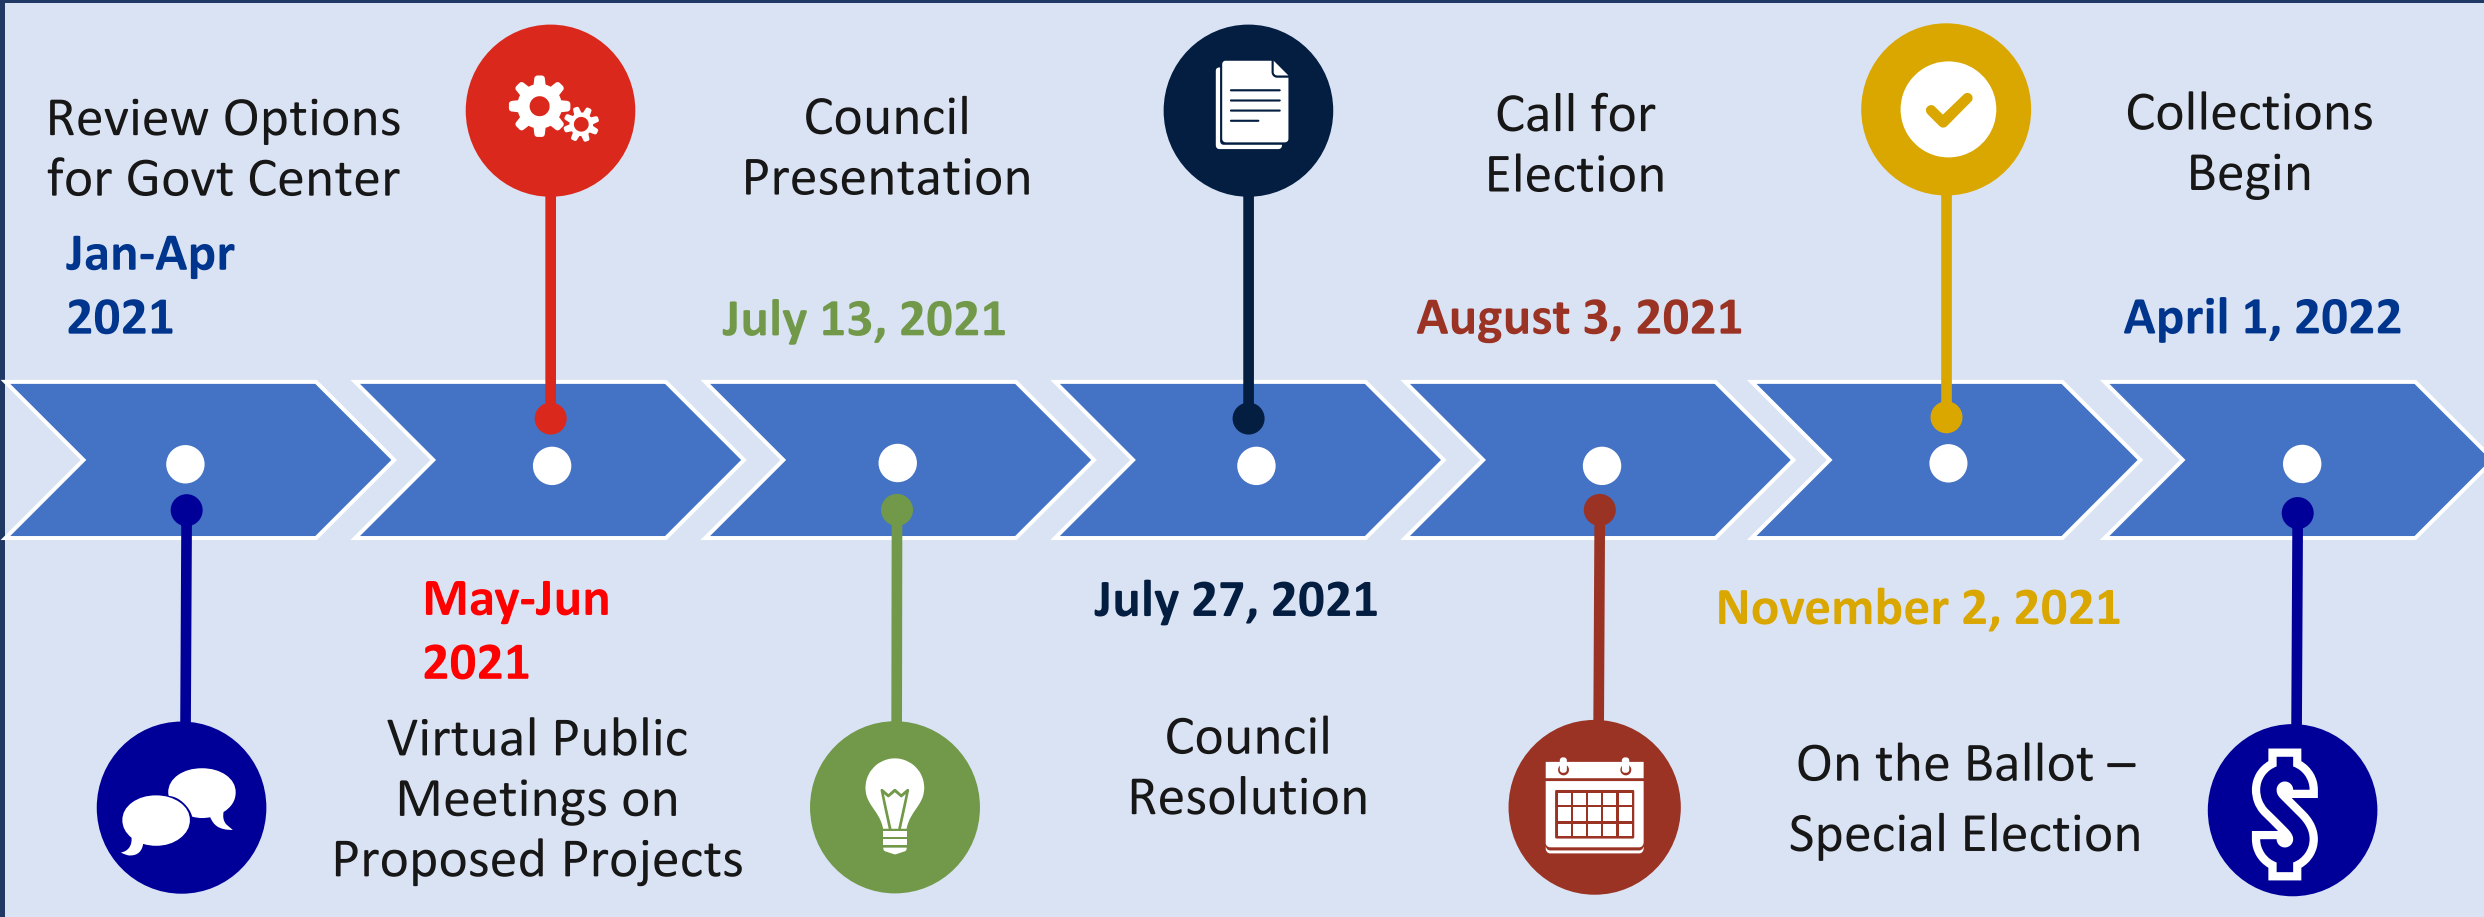 Review Options
for Govt Center
Jan-Apr
2021
May-Jun
2021
Virtual Public
Meetings on
Proposed Projects
Council
Presentation
July 13, 2021
July 27, 2021
Council
Resolution
Call for
Election
August 3, 2021
November 2, 2021
On the Ballot –
Special Election
Collections
Begin
April 1, 2022